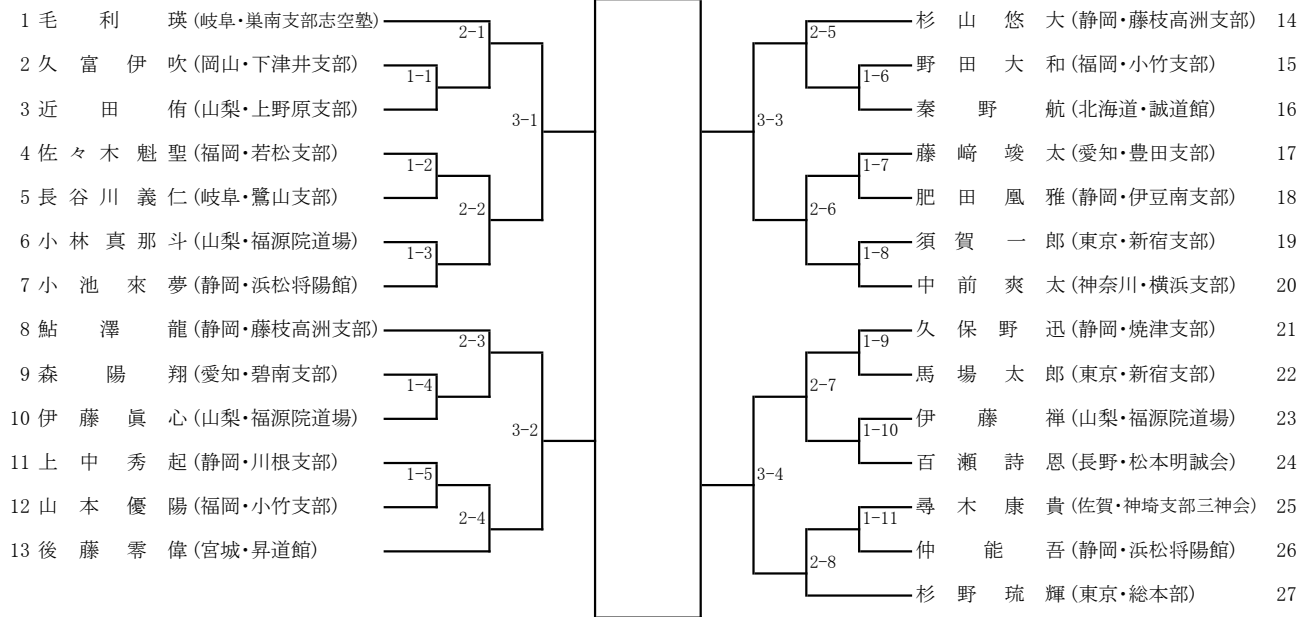 1 毛利瑛 (岐阜・巣南支部志空塾)
2-1
2 久富伊吹 (岡山・下津井支部)
1-1
3 近田侑 (山梨・上野原支部)
3-1
4 佐々木魁聖 (福岡・若松支部)
1-2
5 長谷川義仁 (岐阜・鷺山支部)
2-2
6 小林真那斗 (山梨・福源院道場)
1-3
7 小池來夢 (静岡・浜松将陽館)
8 鮎澤龍 (静岡・藤枝高洲支部)
2-3
9 森陽翔 (愛知・碧南支部)
1-4
10 伊藤眞心 (山梨・福源院道場)
3-2
11 上中秀起 (静岡・川根支部)
1-5
12 山本優陽 (福岡・小竹支部)
2-4
13 後藤零偉 (宮城・昇道館)
杉山悠大 (静岡・藤枝高洲支部) 14
2-5
野田大和 (福岡・小竹支部) 15
1-6
秦野航 (北海道・誠道館) 16
3-3
藤﨑竣太 (愛知・豊田支部) 17
1-7
肥田凰雅 (静岡・伊豆南支部) 18
2-6
須賀一郎 (東京・新宿支部) 19
1-8
中前爽太 (神奈川・横浜支部) 20
久保野迅 (静岡・焼津支部) 21
1-9
馬場太郎 (東京・新宿支部) 22
2-7
伊藤禅 (山梨・福源院道場) 23
1-10
百瀬詩恩 (長野・松本明誠会) 24
3-4
尋木康貴 (佐賀・神埼支部三神会) 25
1-11
仲能吾 (静岡・浜松将陽館) 26
2-8
杉野琉輝 (東京・総本部) 27